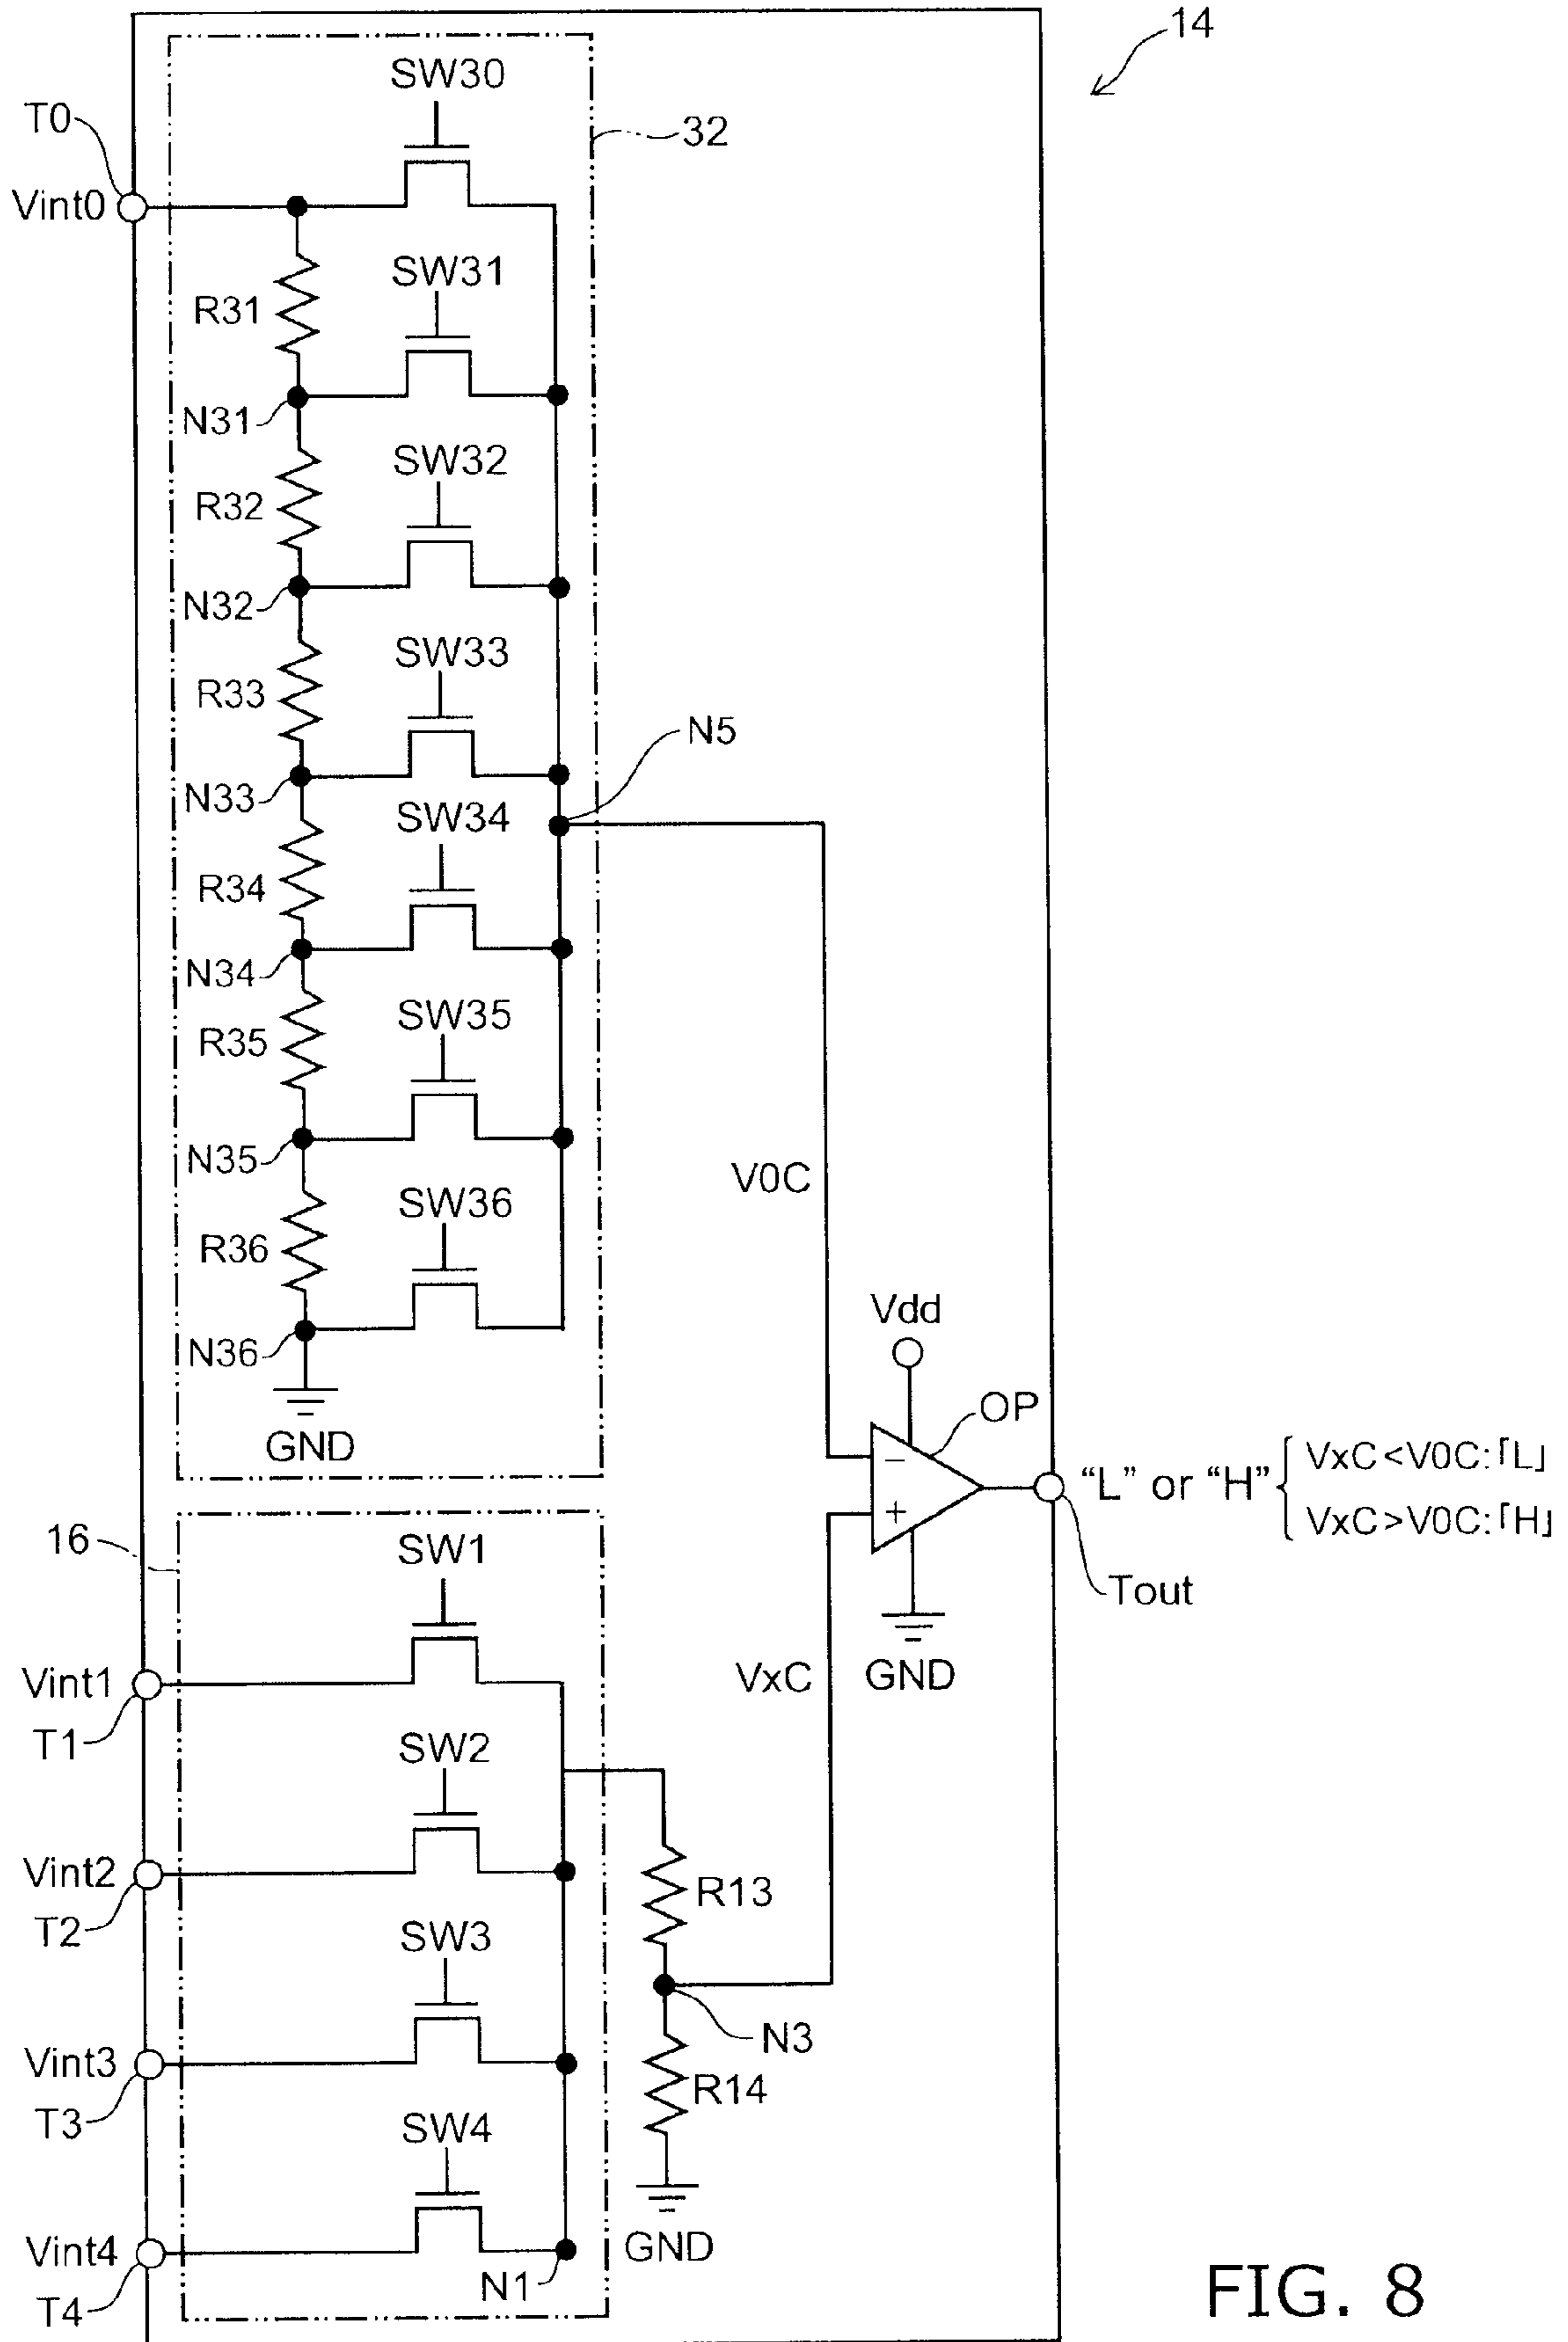 14
SW30
T0
32
Vint0
SW31
R31
N31
SW32
R32
N32
SW33
R33
N5
N33
SW34
R34
N34
SW35
R35
N35
V0C
SW36
R36
Vdd
N36
OP
GND
"L" or "H"
VxC<V0C:「L」
VxC>V0C:「H」
16
SW1
Tout
Vint1
VxC
GND
T1
SW2
Vint2
R13
T2
SW3
N3
Vint3
R14
T3
SW4
Vint4
GND
N1
T4
FIG. 8
−
+